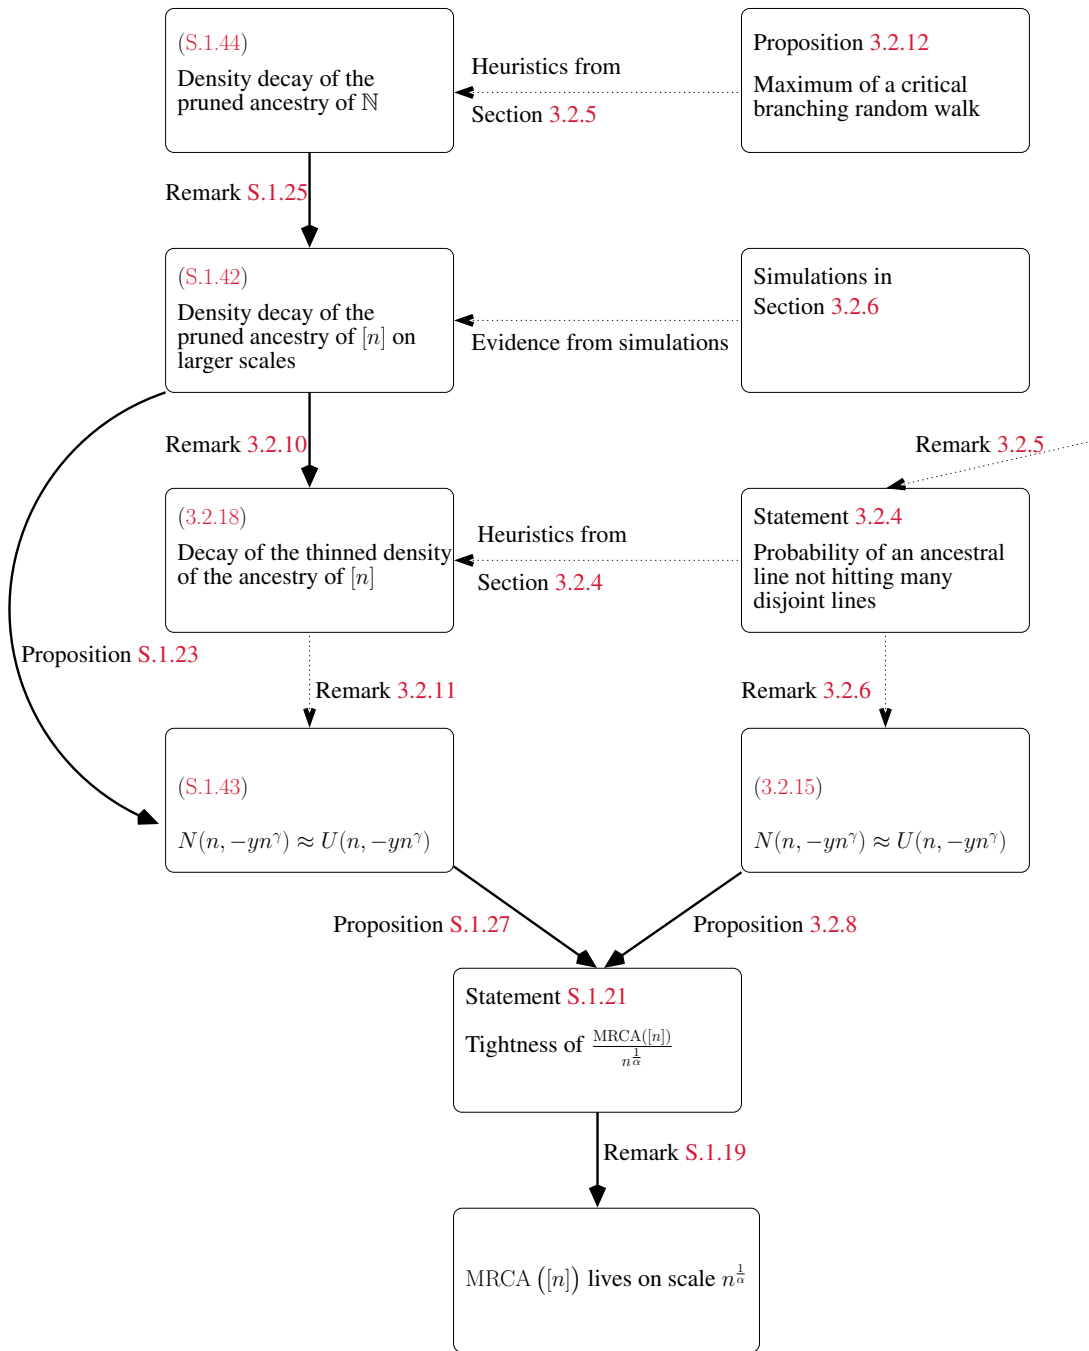 (S.1.44)
Density decay of the
pruned ancestry of ℕ
Heuristics from
Section 3.2.5
Proposition 3.2.12
Maximum of a critical
branching random walk
Remark S.1.25
(S.1.42)
Density decay of the
pruned ancestry of [n] on
larger scales
Evidence from simulations
Simulations in
Section 3.2.6
Remark 3.2.10
Remark 3.2.5
(3.2.18)
Decay of the thinned density
of the ancestry of [n]
Heuristics from
Section 3.2.4
Statement 3.2.4
Probability of an ancestral
line not hitting many
disjoint lines
Proposition S.1.23
Remark 3.2.11
Remark 3.2.6
(S.1.43)
N(n, −yn^γ) ≈ U(n, −yn^γ)
(3.2.15)
N(n, −yn^γ) ≈ U(n, −yn^γ)
Proposition S.1.27
Proposition 3.2.8
Statement S.1.21
Tightness of MRCA([n]) / n^{1/α}
Remark S.1.19
MRCA ([n]) lives on scale n^{1/α}